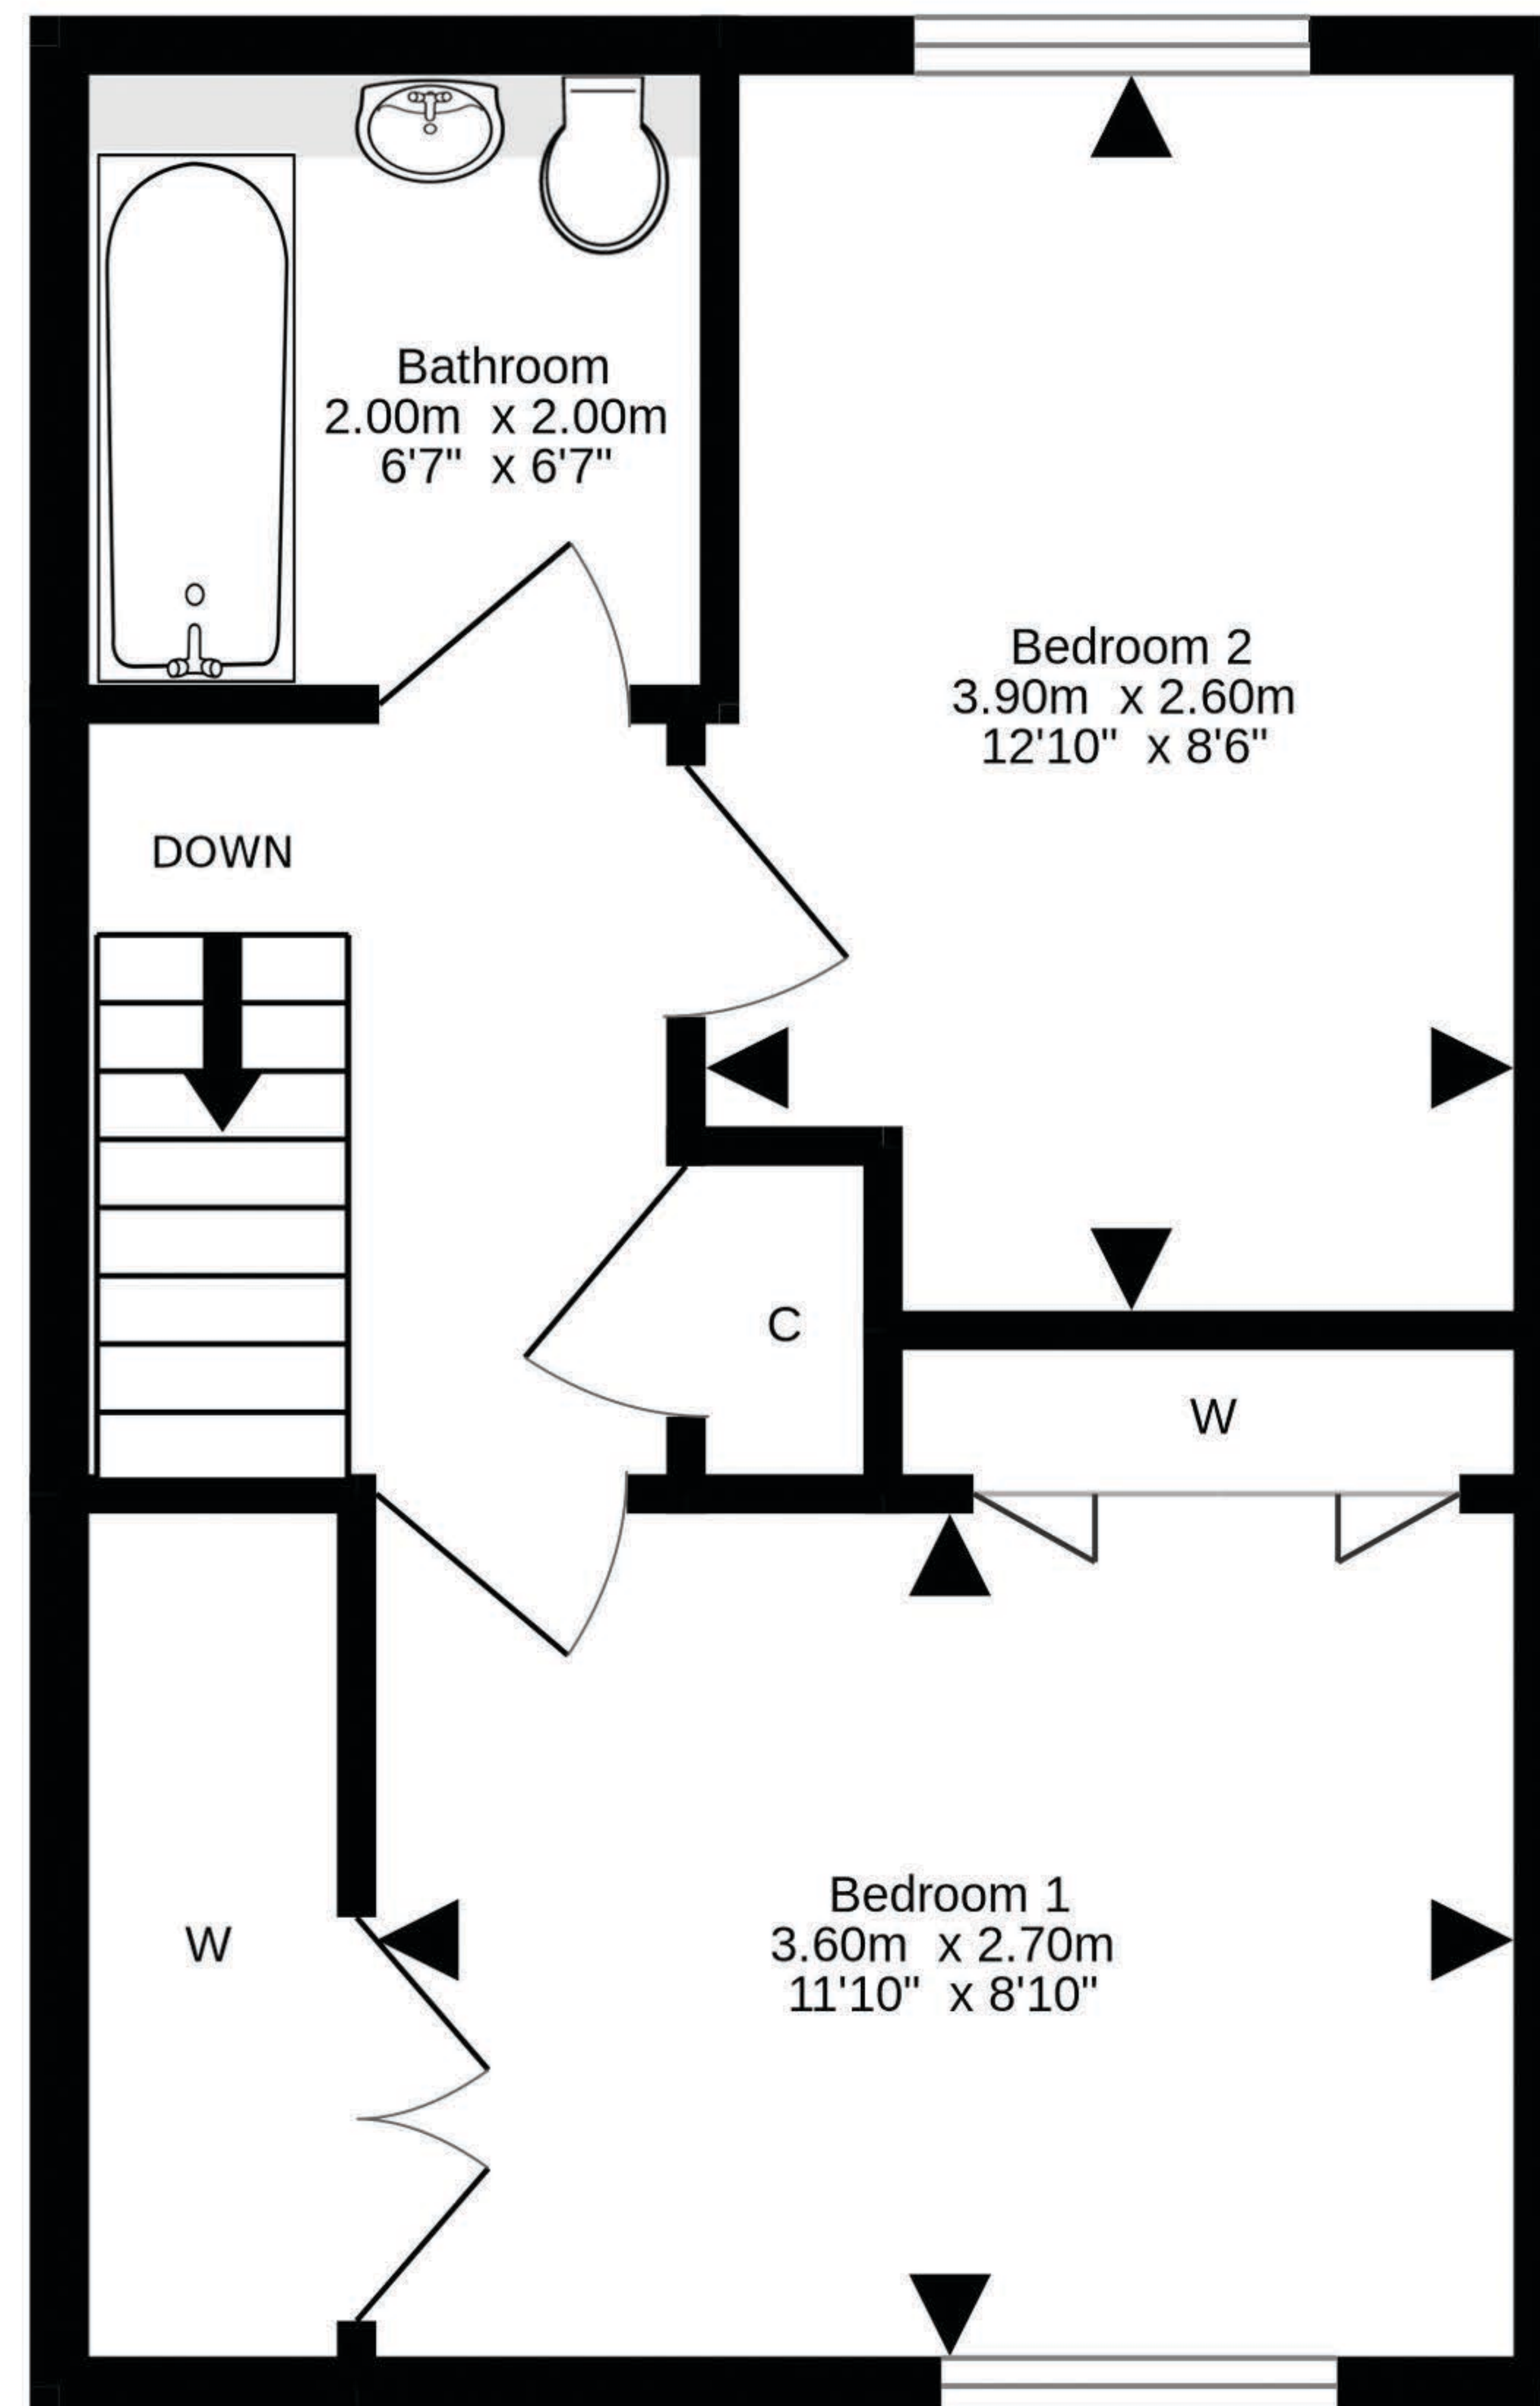 Bathroom
2.00m x 2.00m
6'7" x 6'7"
Bedroom 2
3.90m x 2.60m
12'10" x 8'6"
DOWN
C
W
Bedroom 1
3.60m x 2.70m
11'10" x 8'10"
W